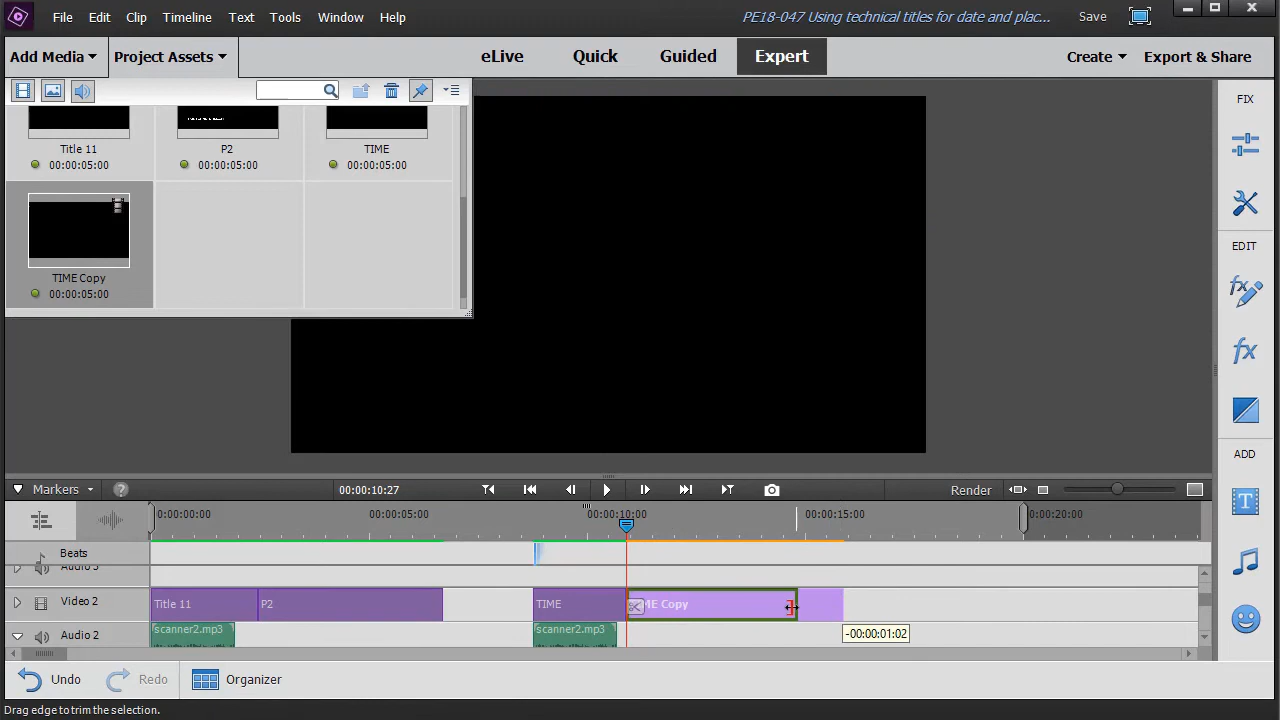 File Edit Clip Timeline Text Tools Window Help
PE18-047 Using technical titles for date and plac...
Save
Add Media
Project Assets
eLive Quick Guided Expert
Create
Export & Share
FIX
Title 11 P2 TIME
00:00:05:00 00:00:05:00 00:00:05:00
TIME Copy
00:00:05:00
EDIT
ADD
Markers
?
00:00:10:27
Render
0:00:00:00 00:00:05:00 00:00:10:00 00:00:15:00 0:00:20:00
Beats
Audio 3
Video 2
Title 11 P2 TIME ME Copy
Audio 2
scanner2.mp3 scanner2.mp3
-00:00:01:02
Undo Redo Organizer
Drag edge to trim the selection.